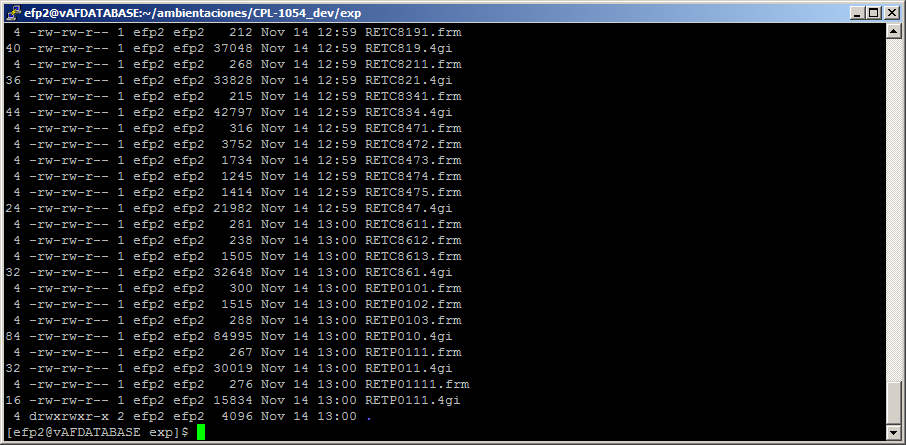 efp2@vAFDATABASE:~/ambientaciones/CPL-1054_dev/exp
4 -rw-rw-r-- 1 efp2 efp2 212 Nov 14 12:59 RETC8191.frm
40 -rw-rw-r-- 1 efp2 efp2 37048 Nov 14 12:59 RETC819.4gi
4 -rw-rw-r-- 1 efp2 efp2 268 Nov 14 12:59 RETC8211.frm
36 -rw-rw-r-- 1 efp2 efp2 33828 Nov 14 12:59 RETC821.4gi
4 -rw-rw-r-- 1 efp2 efp2 215 Nov 14 12:59 RETC8341.frm
44 -rw-rw-r-- 1 efp2 efp2 42797 Nov 14 12:59 RETC834.4gi
4 -rw-rw-r-- 1 efp2 efp2 316 Nov 14 12:59 RETC8471.frm
4 -rw-rw-r-- 1 efp2 efp2 3752 Nov 14 12:59 RETC8472.frm
4 -rw-rw-r-- 1 efp2 efp2 1734 Nov 14 12:59 RETC8473.frm
4 -rw-rw-r-- 1 efp2 efp2 1245 Nov 14 12:59 RETC8474.frm
4 -rw-rw-r-- 1 efp2 efp2 1414 Nov 14 12:59 RETC8475.frm
24 -rw-rw-r-- 1 efp2 efp2 21982 Nov 14 12:59 RETC847.4gi
4 -rw-rw-r-- 1 efp2 efp2 281 Nov 14 13:00 RETC8611.frm
4 -rw-rw-r-- 1 efp2 efp2 238 Nov 14 13:00 RETC8612.frm
4 -rw-rw-r-- 1 efp2 efp2 1505 Nov 14 13:00 RETC8613.frm
32 -rw-rw-r-- 1 efp2 efp2 32648 Nov 14 13:00 RETC861.4gi
4 -rw-rw-r-- 1 efp2 efp2 300 Nov 14 13:00 RETP0101.frm
4 -rw-rw-r-- 1 efp2 efp2 1515 Nov 14 13:00 RETP0102.frm
4 -rw-rw-r-- 1 efp2 efp2 288 Nov 14 13:00 RETP0103.frm
84 -rw-rw-r-- 1 efp2 efp2 84995 Nov 14 13:00 RETP010.4gi
4 -rw-rw-r-- 1 efp2 efp2 267 Nov 14 13:00 RETP0111.frm
32 -rw-rw-r-- 1 efp2 efp2 30019 Nov 14 13:00 RETP011.4gi
4 -rw-rw-r-- 1 efp2 efp2 276 Nov 14 13:00 RETP01111.frm
16 -rw-rw-r-- 1 efp2 efp2 15834 Nov 14 13:00 RETP0111.4gi
4 drwxrwxr-x 2 efp2 efp2 4096 Nov 14 13:00 .
[efp2@vAFDATABASE exp]$